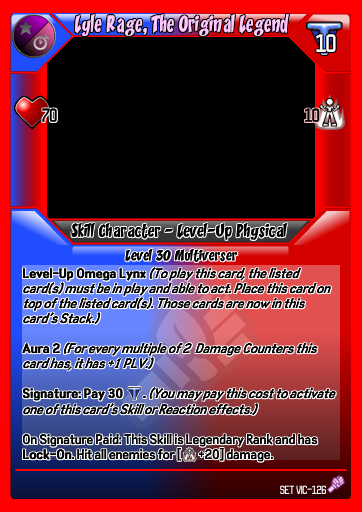 Lyle Rage, The Original Legend
10
70
10
Skill Character - Level-Up Physical
Level 30 Multiverser
Level-Up Omega Lynx (To play this card, the listed
card(s) must be in play and able to act. Place this card on
top of the listed card(s). Those cards are now in this
card's Stack.)
Aura 2 (For every multiple of 2 Damage Counters this
card has, it has +1 PLV.)
Signature: Pay 30 . (You may pay this cost to activate
one of this card's Skill or Reaction effects.)
On Signature Paid: This Skill is Legendary Rank and has
Lock-On. Hit all enemies for [ +20] damage.
SET VIC-126